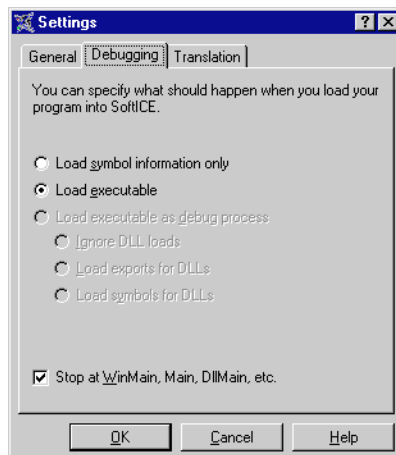 Settings
General Debugging Translation
You can specify what should happen when you load your
program into SoftICE.
Load symbol information only
Load executable
Load executable as debug process
Ignore DLL loads
Load exports for DLLs
Load symbols for DLLs
Stop at WinMain, Main, DllMain, etc.
OK Cancel Help